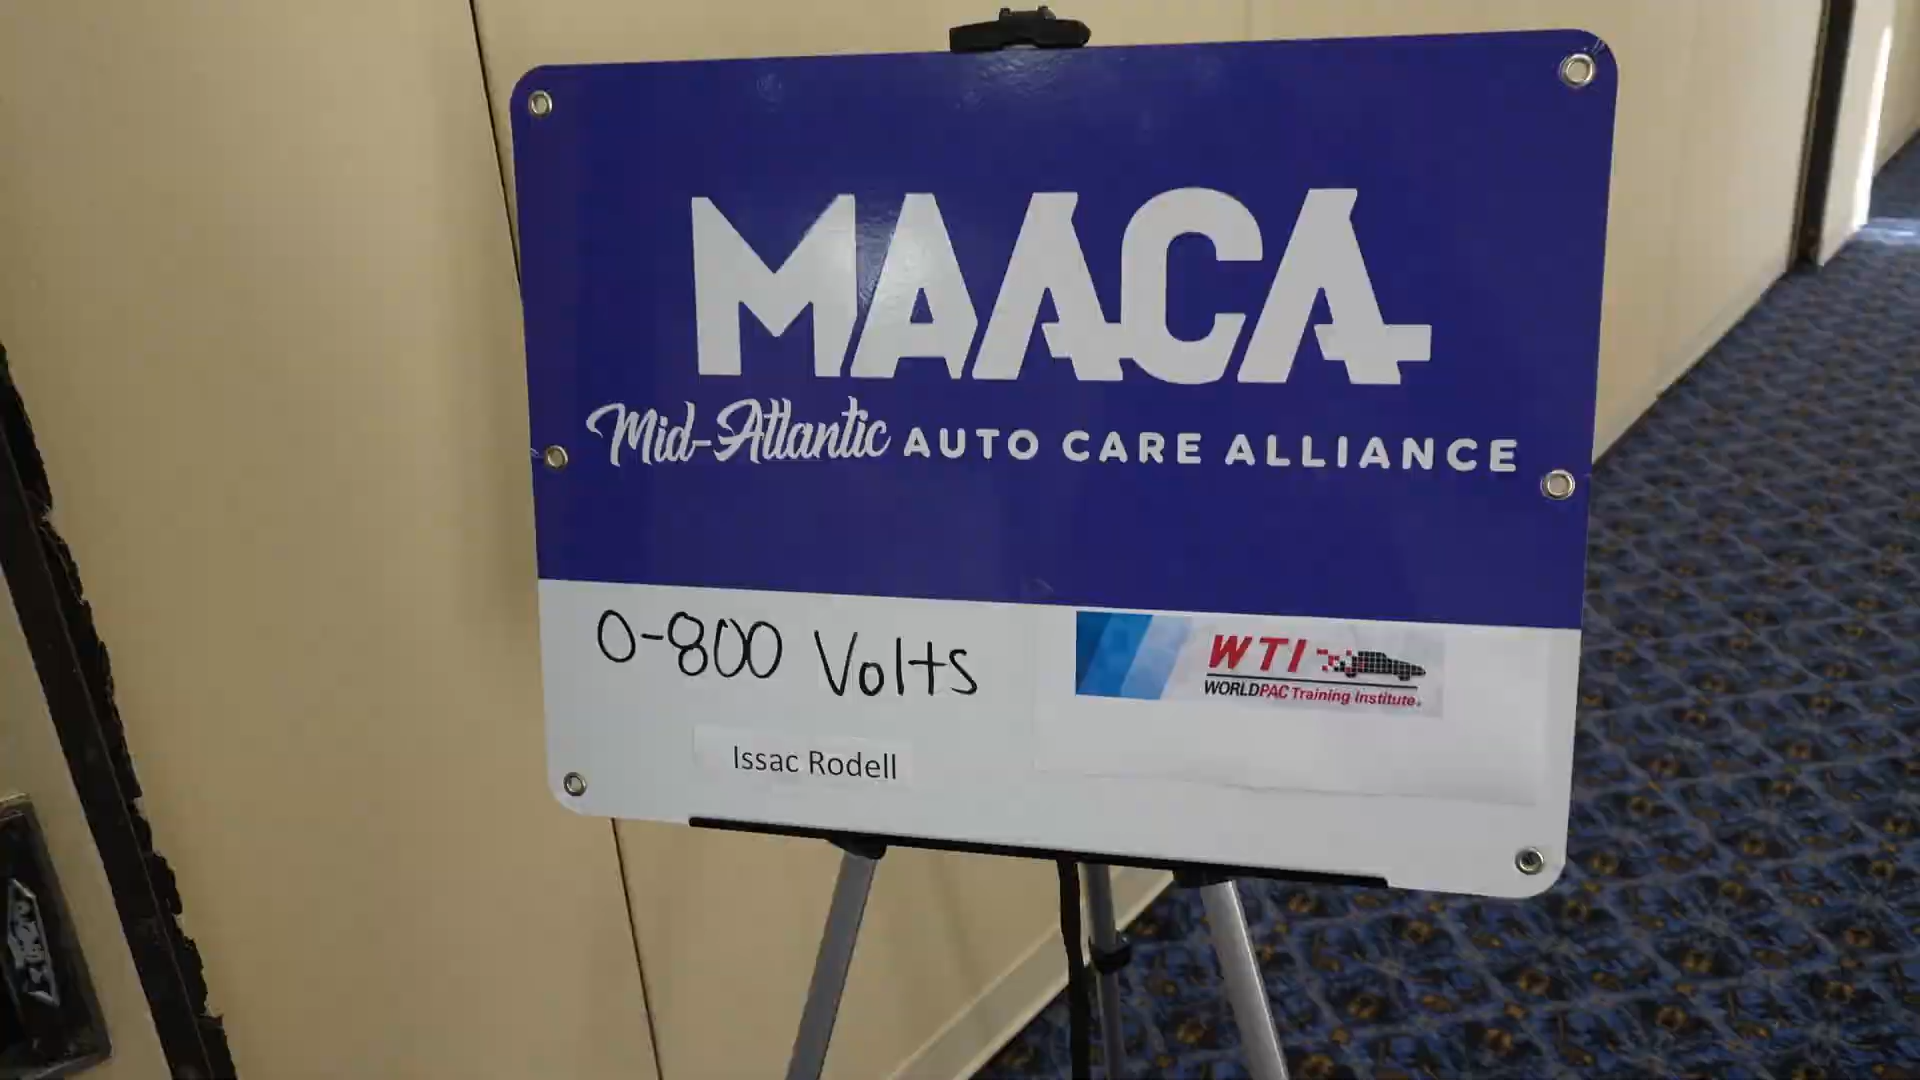 MAACA
Mid-Atlantic AUTO CARE ALLIANCE
0-800 Volts
WTI
WORLDPAC Training Institute.
Issac Rodell